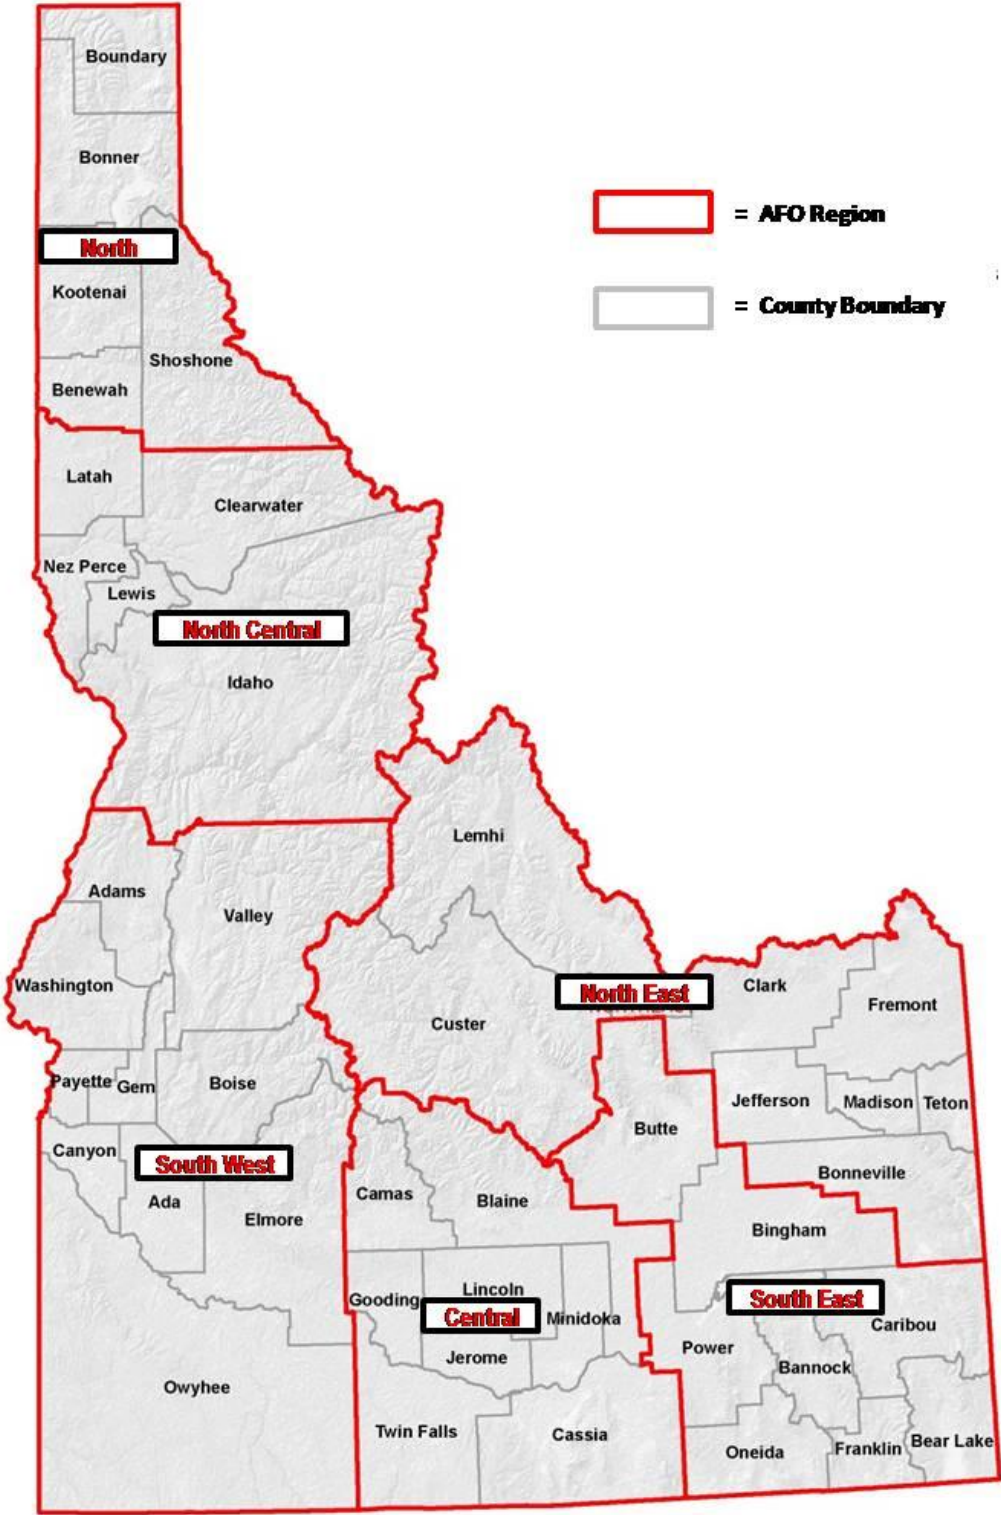 Boundary
Bonner
= AFO Region
North
Kootenai
= County Boundary
Shoshone
Benewah
Latah
Clearwater
Nez Perce
Lewis
North Central
Idaho
Lemhi
Adams
Valley
Washington
North East
Clark
Fremont
Custer
Payette
Gem
Boise
Jefferson
Madison
Teton
Butte
Canyon
South West
Bonneville
Ada
Camas
Blaine
Elmore
Bingham
Gooding
Lincoln
South East
Central
Minidoka
Caribou
Power
Jerome
Bannock
Owyhee
Twin Falls
Cassia
Oneida
Franklin
Bear Lake